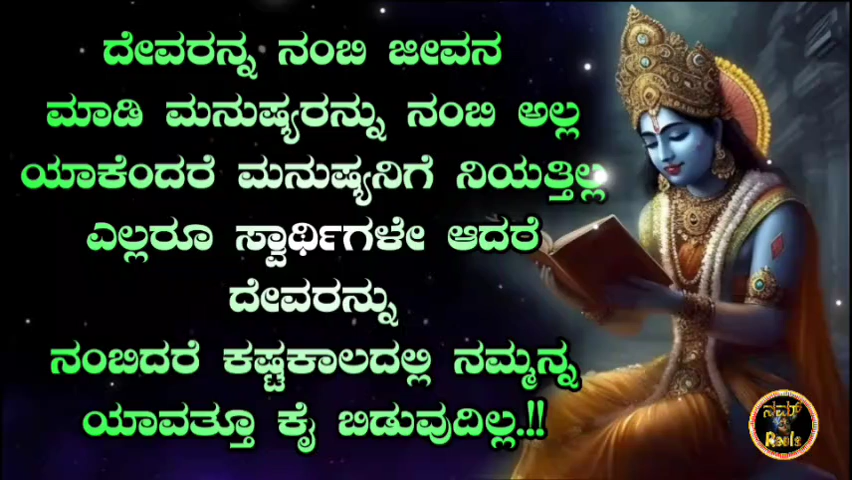 ದೇವರನ್ನ ನಂಬಿ ಜೀವನ
ಮಾಡಿ ಮನುಷ್ಯರನ್ನು ನಂಬಿ ಅಲ್ಲ
ಯಾಕೆಂದರೆ ಮನುಷ್ಯನಿಗೆ ನಿಯತ್ತಿಲ್ಲ
ಎಲ್ಲರೂ ಸ್ವಾರ್ಥಿಗಳೇ ಆದರೆ
ದೇವರನ್ನು
ನಂಬಿದರೆ ಕಷ್ಟಕಾಲದಲ್ಲಿ ನಮ್ಮನ್ನ
ಯಾವತ್ತೂ ಕೈ ಬಿಡುವುದಿಲ್ಲ.!!